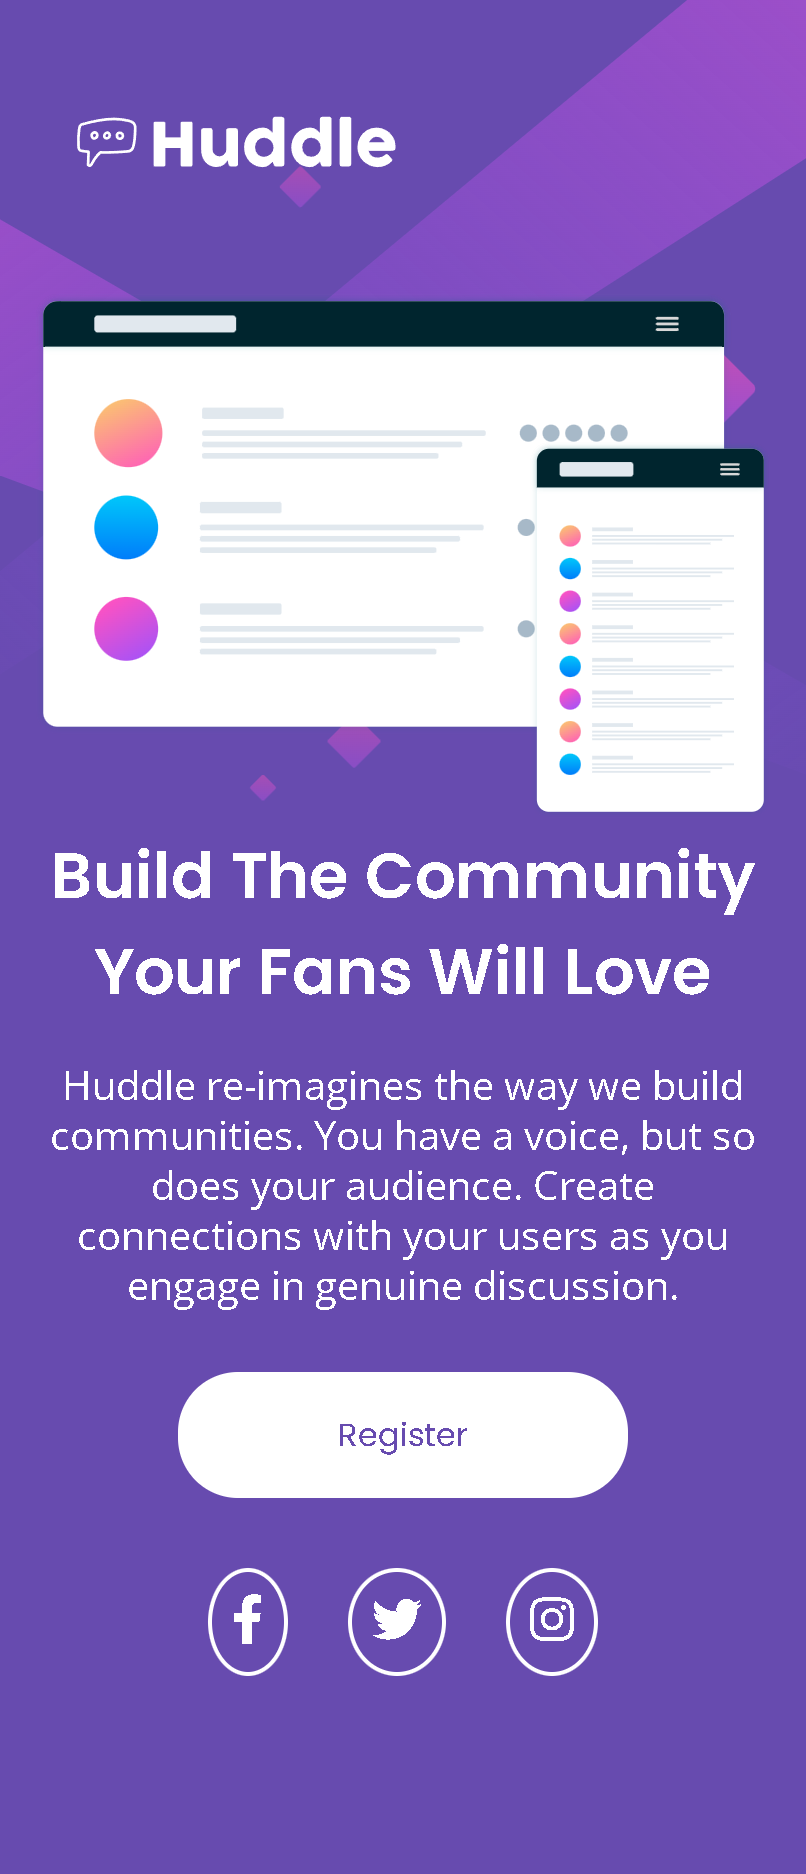 Huddle
Build The Community
Your Fans Will Love
Huddle re-imagines the way we build
communities. You have a voice, but so
does your audience. Create
connections with your users as you
engage in genuine discussion.
Register